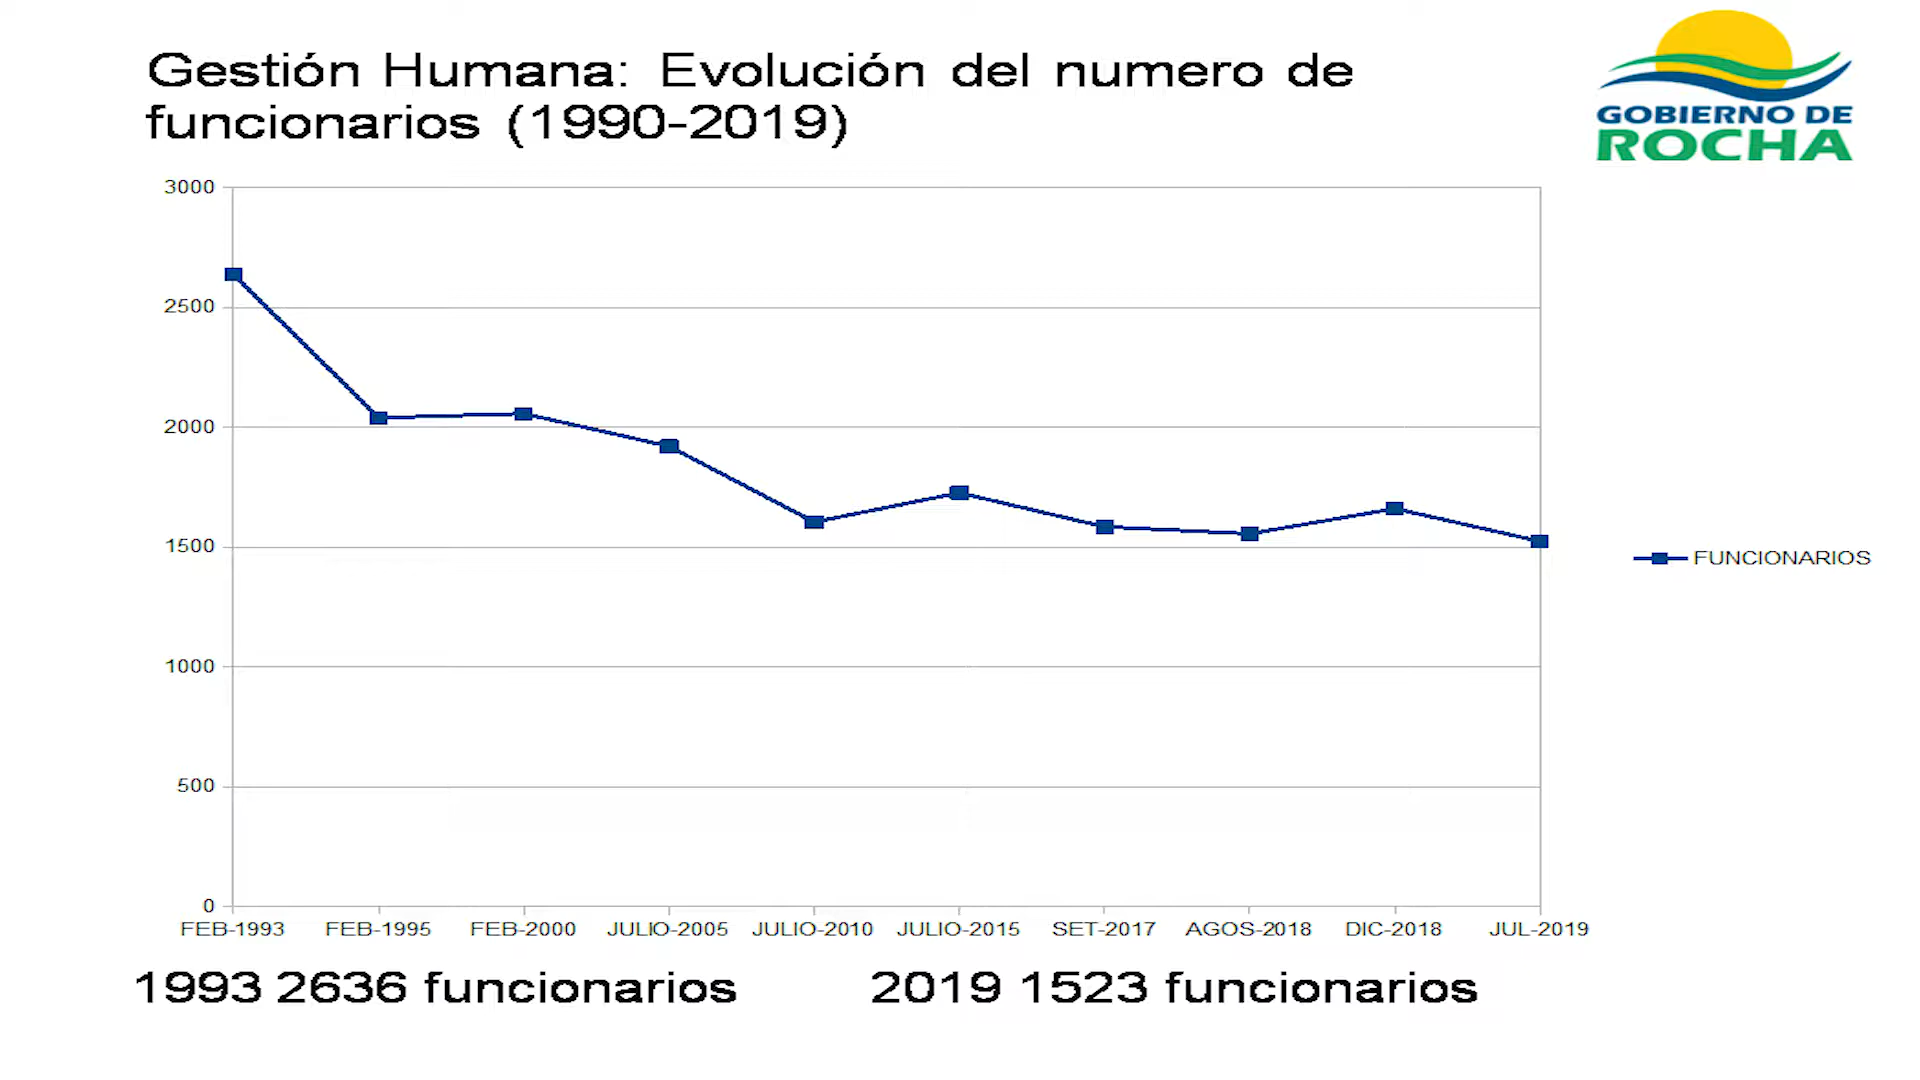 Gestión Humana: Evolución del numero de
funcionarios (1990-2019)
GOBIERNO DE
ROCHA
3000
2500
2000
1500
1000
500
0
FEB-1993 FEB-1995 FEB-2000 JULIO-2005 JULIO-2010 JULIO-2015 SET-2017 AGOS-2018 DIC-2018 JUL-2019
FUNCIONARIOS
1993 2636 funcionarios 2019 1523 funcionarios